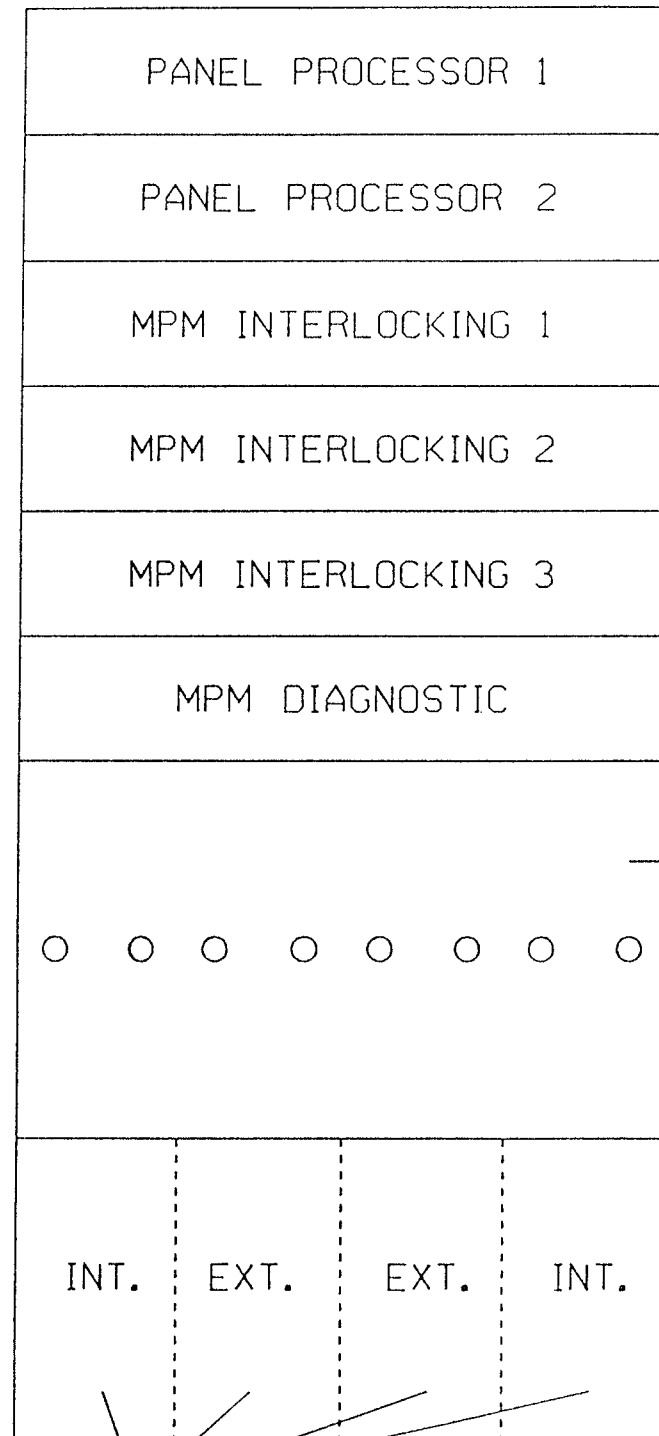 PANEL PROCESSOR 1
PANEL PROCESSOR 2
MPM INTERLOCKING 1
MPM INTERLOCKING 2
MPM INTERLOCKING 3
MPM DIAGNOSTIC
INT. EXT. EXT. INT.